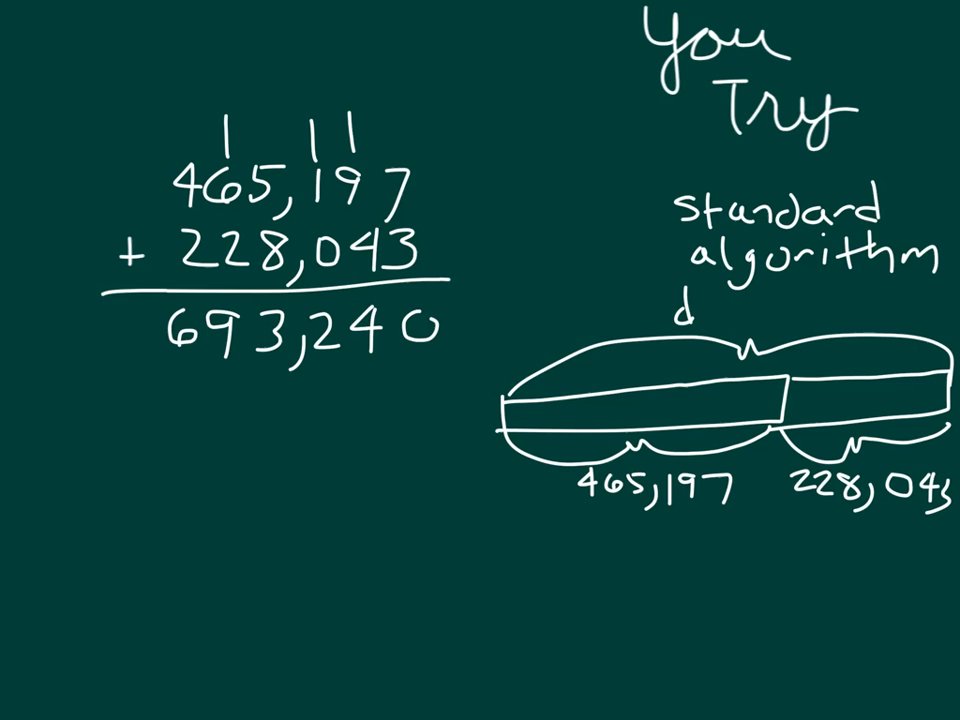 You
Try
1 11
465,197
+ 228,043
693,240
standard
algorithm
d
465,197 228,043